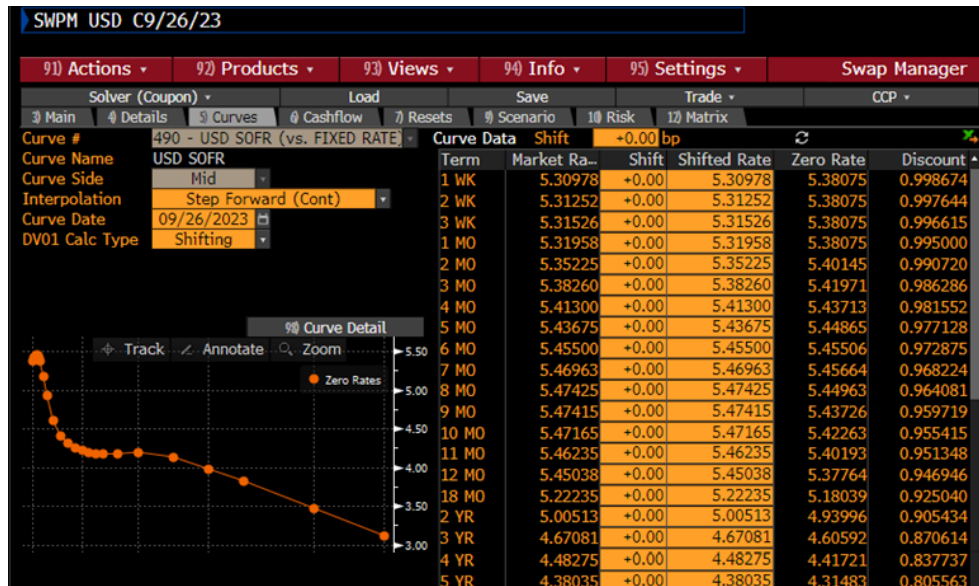 SWPM USD C9/26/23
91) Actions 92) Products 93) Views 94) Info 95) Settings Swap Manager
Solver (Coupon) Load Save Trade CCP
3) Main 4) Details 5) Curves 6) Cashflow 7) Resets 9) Scenario 10) Risk 12) Matrix
Curve # 490 - USD SOFR (vs. FIXED RATE) Curve Data Shift +0.00 bp
Curve Name USD SOFR Term Market Ra... Shift Shifted Rate Zero Rate Discount
Curve Side Mid 1 WK 5.30978 +0.00 5.30978 5.38075 0.998674
Interpolation Step Forward (Cont) 2 WK 5.31252 +0.00 5.31252 5.38075 0.997644
Curve Date 09/26/2023 3 WK 5.31526 +0.00 5.31526 5.38075 0.996615
DV01 Calc Type Shifting 1 MO 5.31958 +0.00 5.31958 5.38075 0.995000
2 MO 5.35225 +0.00 5.35225 5.40145 0.990720
3 MO 5.38260 +0.00 5.38260 5.41971 0.986286
4 MO 5.41300 +0.00 5.41300 5.43713 0.981552
98) Curve Detail 5 MO 5.43675 +0.00 5.43675 5.44865 0.977128
Track Annotate Zoom 5.50 6 MO 5.45500 +0.00 5.45500 5.45506 0.972875
Zero Rates 7 MO 5.46963 +0.00 5.46963 5.45664 0.968224
5.00 8 MO 5.47425 +0.00 5.47425 5.44963 0.964081
9 MO 5.47415 +0.00 5.47415 5.43726 0.959719
4.50 10 MO 5.47165 +0.00 5.47165 5.42263 0.955415
11 MO 5.46235 +0.00 5.46235 5.40193 0.951348
4.00 12 MO 5.45038 +0.00 5.45038 5.37764 0.946946
18 MO 5.22235 +0.00 5.22235 5.18039 0.925040
3.50 2 YR 5.00513 +0.00 5.00513 4.93996 0.905434
3 YR 4.67081 +0.00 4.67081 4.60592 0.870614
3.00 4 YR 4.48275 +0.00 4.48275 4.41721 0.837737
5 YR 4.38035 +0.00 4.38035 4.31483 0.805563